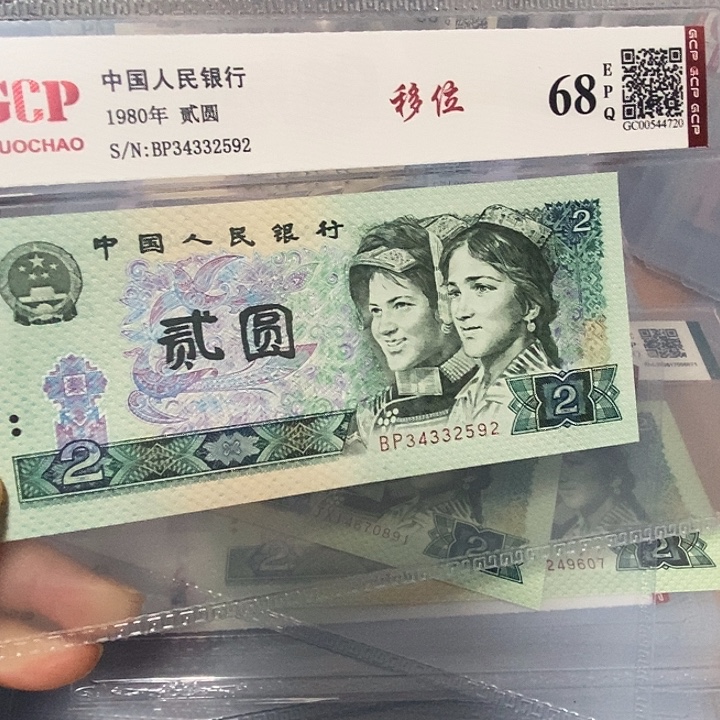 GCP
中国人民银行
1980年 贰圆
S/N:BP34332592
UOCHAO
移位
68
EPQ
GC00544720
GCP GCP GCP
中国人民银行
2
贰圆
2
2
BP34332592
2
249607
2